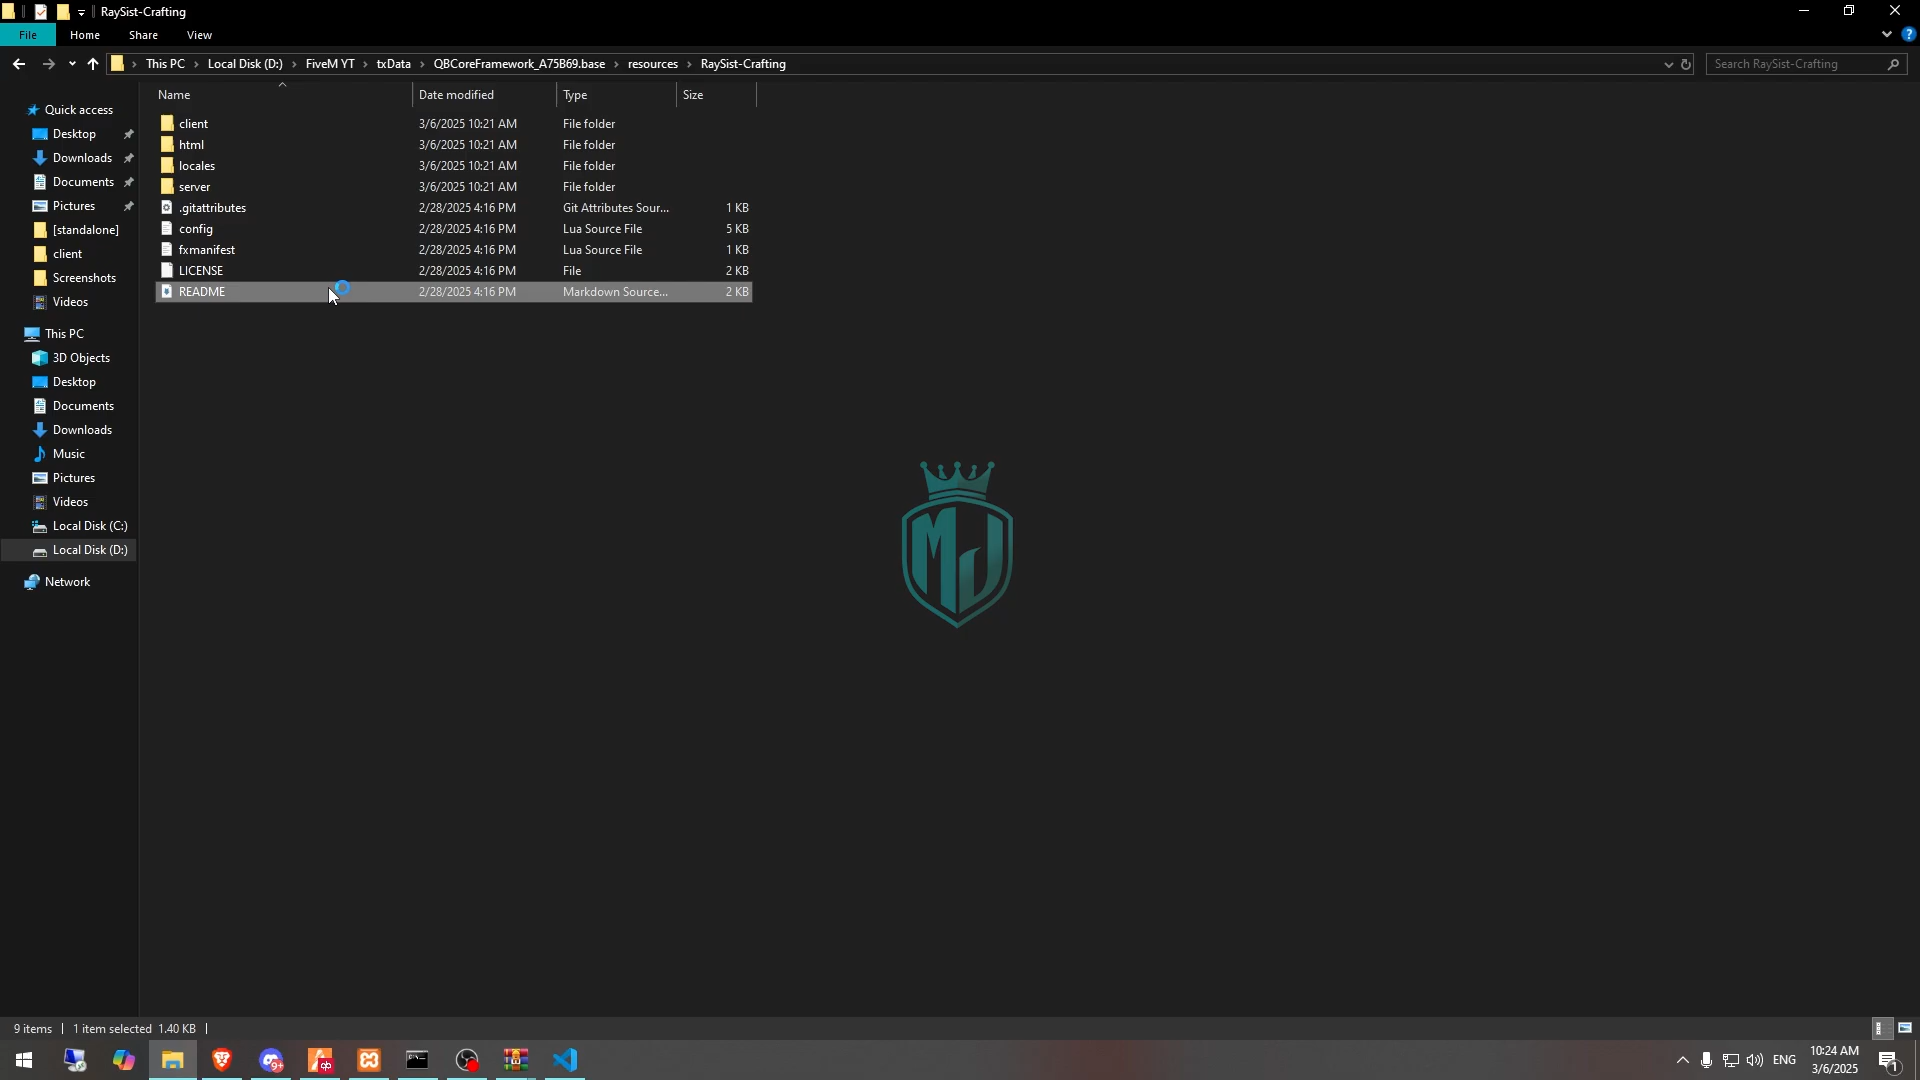 RaySist-Crafting
File Home Share View
This PC Local Disk (D:) FiveM YT txData QBCoreFramework_A75B69.base resources RaySist-Crafting
Search RaySist-Crafting
Name Date modified Type Size
client 3/6/2025 10:21 AM File folder
html 3/6/2025 10:21 AM File folder
locales 3/6/2025 10:21 AM File folder
server 3/6/2025 10:21 AM File folder
.gitattributes 2/28/2025 4:16 PM Git Attributes Sour... 1 KB
config 2/28/2025 4:16 PM Lua Source File 5 KB
fxmanifest 2/28/2025 4:16 PM Lua Source File 1 KB
LICENSE 2/28/2025 4:16 PM File 2 KB
README 2/28/2025 4:16 PM Markdown Source... 2 KB
Quick access
Desktop
Downloads
Documents
Pictures
[standalone]
client
Screenshots
Videos
This PC
3D Objects
Desktop
Documents
Downloads
Music
Pictures
Videos
Local Disk (C:)
Local Disk (D:)
Network
MJ
9 items 1 item selected 1.40 KB
9+
ENG
10:24 AM
3/6/2025
1